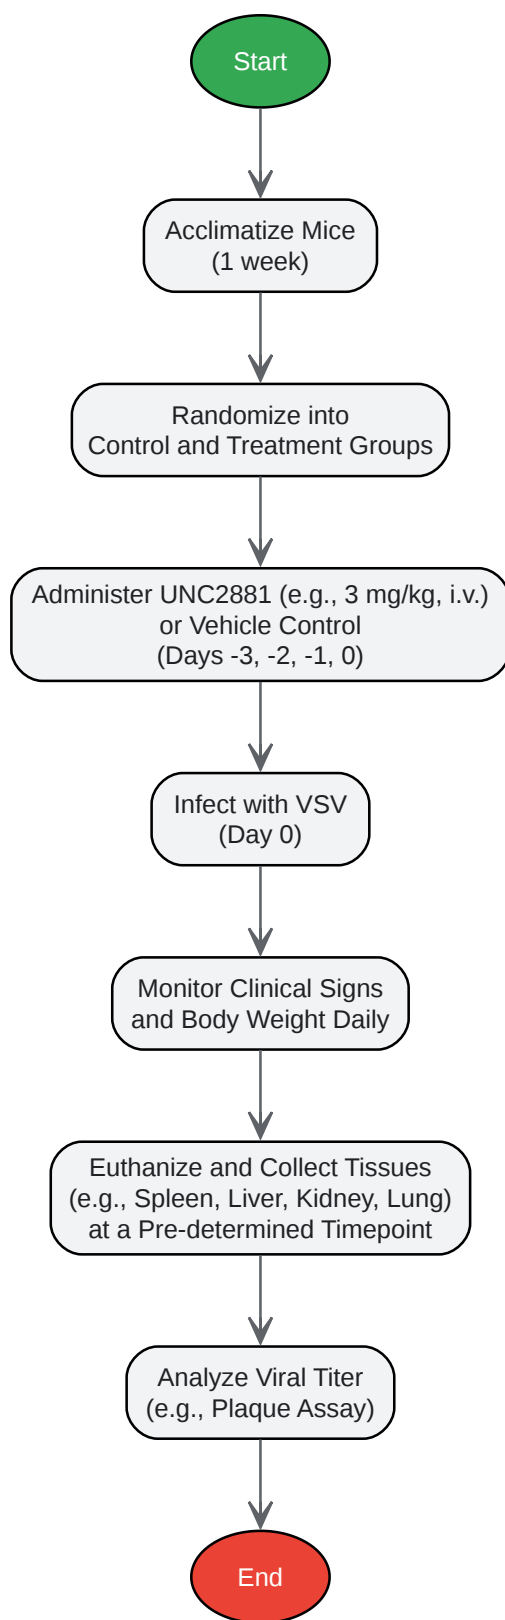 Start
Acclimatize Mice
(1 week)
Randomize into
Control and Treatment Groups
Administer UNC2881 (e.g., 3 mg/kg, i.v.)
or Vehicle Control
(Days -3, -2, -1, 0)
Infect with VSV
(Day 0)
Monitor Clinical Signs
and Body Weight Daily
Euthanize and Collect Tissues
(e.g., Spleen, Liver, Kidney, Lung)
at a Pre-determined Timepoint
Analyze Viral Titer
(e.g., Plaque Assay)
End